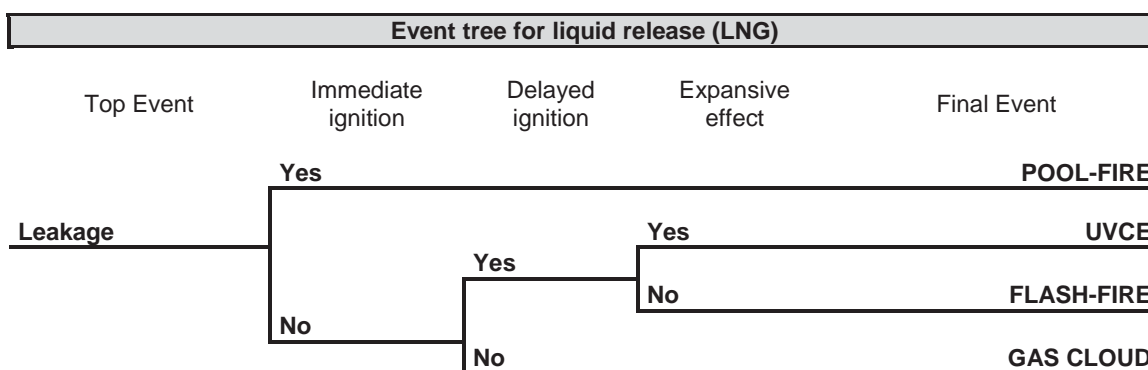 Event tree for liquid release (LNG)
Top Event
Immediate
ignition
Delayed
ignition
Expansive
effect
Final Event
Yes
POOL-FIRE
Leakage
Yes
UVCE
Yes
No
FLASH-FIRE
No
No
GAS CLOUD